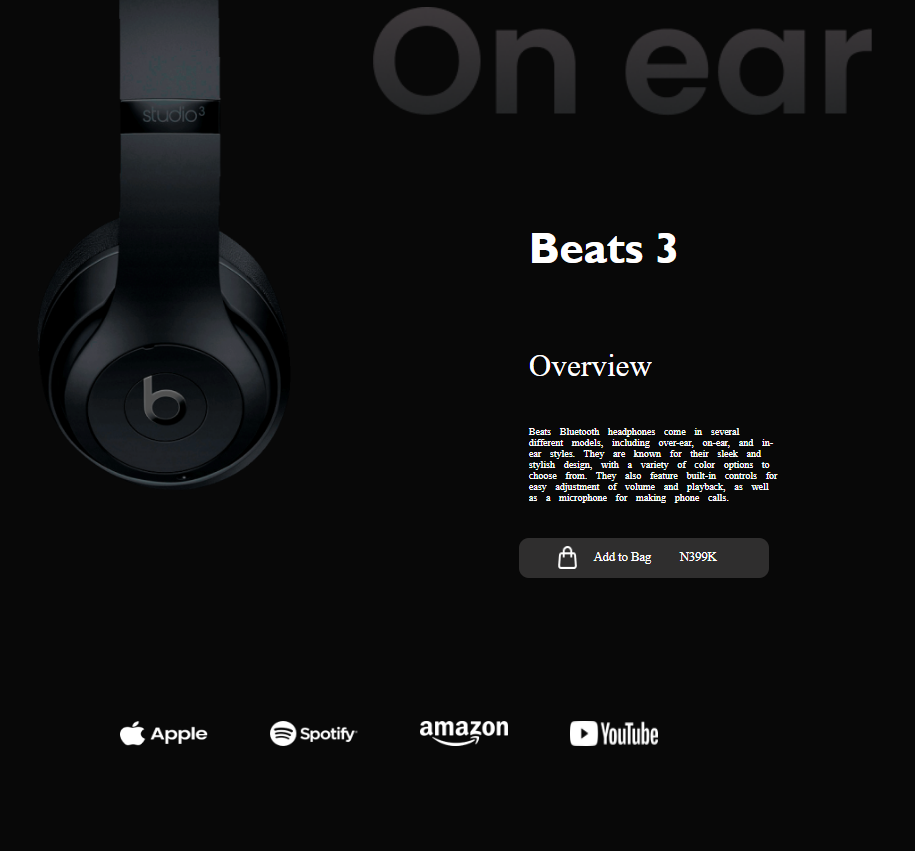 On ear
studio3
Beats 3
Overview
Beats Bluetooth headphones come in several
different models, including over-ear, on-ear, and in-
ear styles. They are known for their sleek and
stylish design, with a variety of color options to
choose from. They also feature built-in controls for
easy adjustment of volume and playback, as well
as a microphone for making phone calls.
Add to Bag N399K
Apple Spotify amazon YouTube